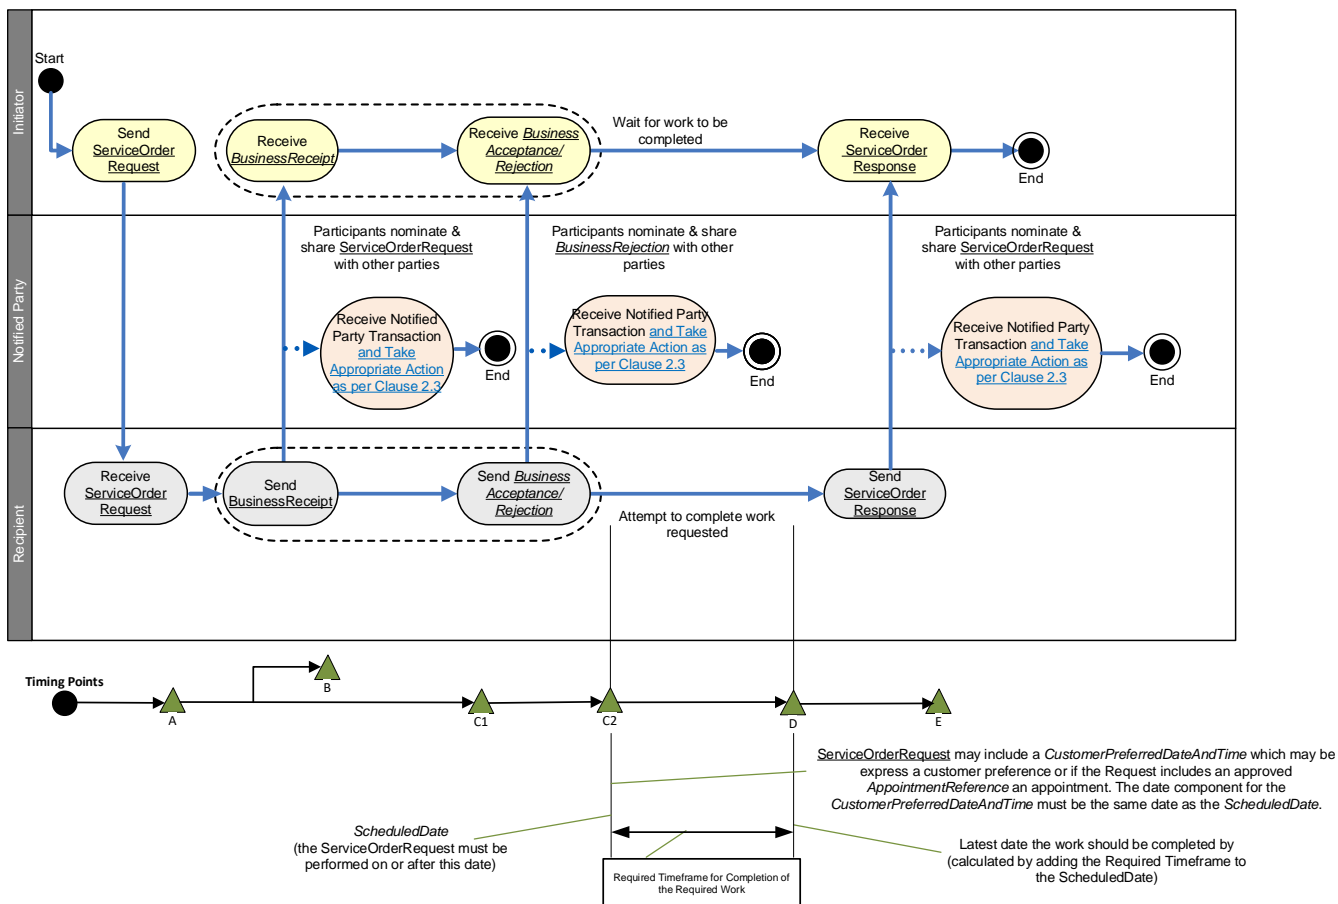 Initiator
Start
Send
ServiceOrder
Request
Receive
BusinessReceipt
Receive Business
Acceptance/
Rejection
Wait for work to be
completed
Receive
ServiceOrder
Response
End
Notified Party
Participants nominate &
share ServiceOrderRequest
with other parties
Participants nominate & share
BusinessRejection with other
parties
Participants nominate &
share ServiceOrderRequest
with other parties
Receive Notified
Party Transaction
and Take
Appropriate Action
as per Clause 2.3
End
Receive Notified Party
Transaction and Take
Appropriate Action as
per Clause 2.3
End
Receive Notified Party
Transaction and Take
Appropriate Action as
per Clause 2.3
End
Recipient
Receive
ServiceOrder
Request
Send
BusinessReceipt
Send Business
Acceptance/
Rejection
Attempt to complete work
requested
Send
ServiceOrder
Response
Timing Points
A
B
C1
C2
D
E
ServiceOrderRequest may include a CustomerPreferredDateAndTime which may be
express a customer preference or if the Request includes an approved
AppointmentReference an appointment. The date component for the
CustomerPreferredDateAndTime must be the same date as the ScheduledDate.
ScheduledDate
(the ServiceOrderRequest must be
performed on or after this date)
Latest date the work should be completed by
(calculated by adding the Required Timeframe to
the ScheduledDate)
Required Timeframe for Completion of
the Required Work